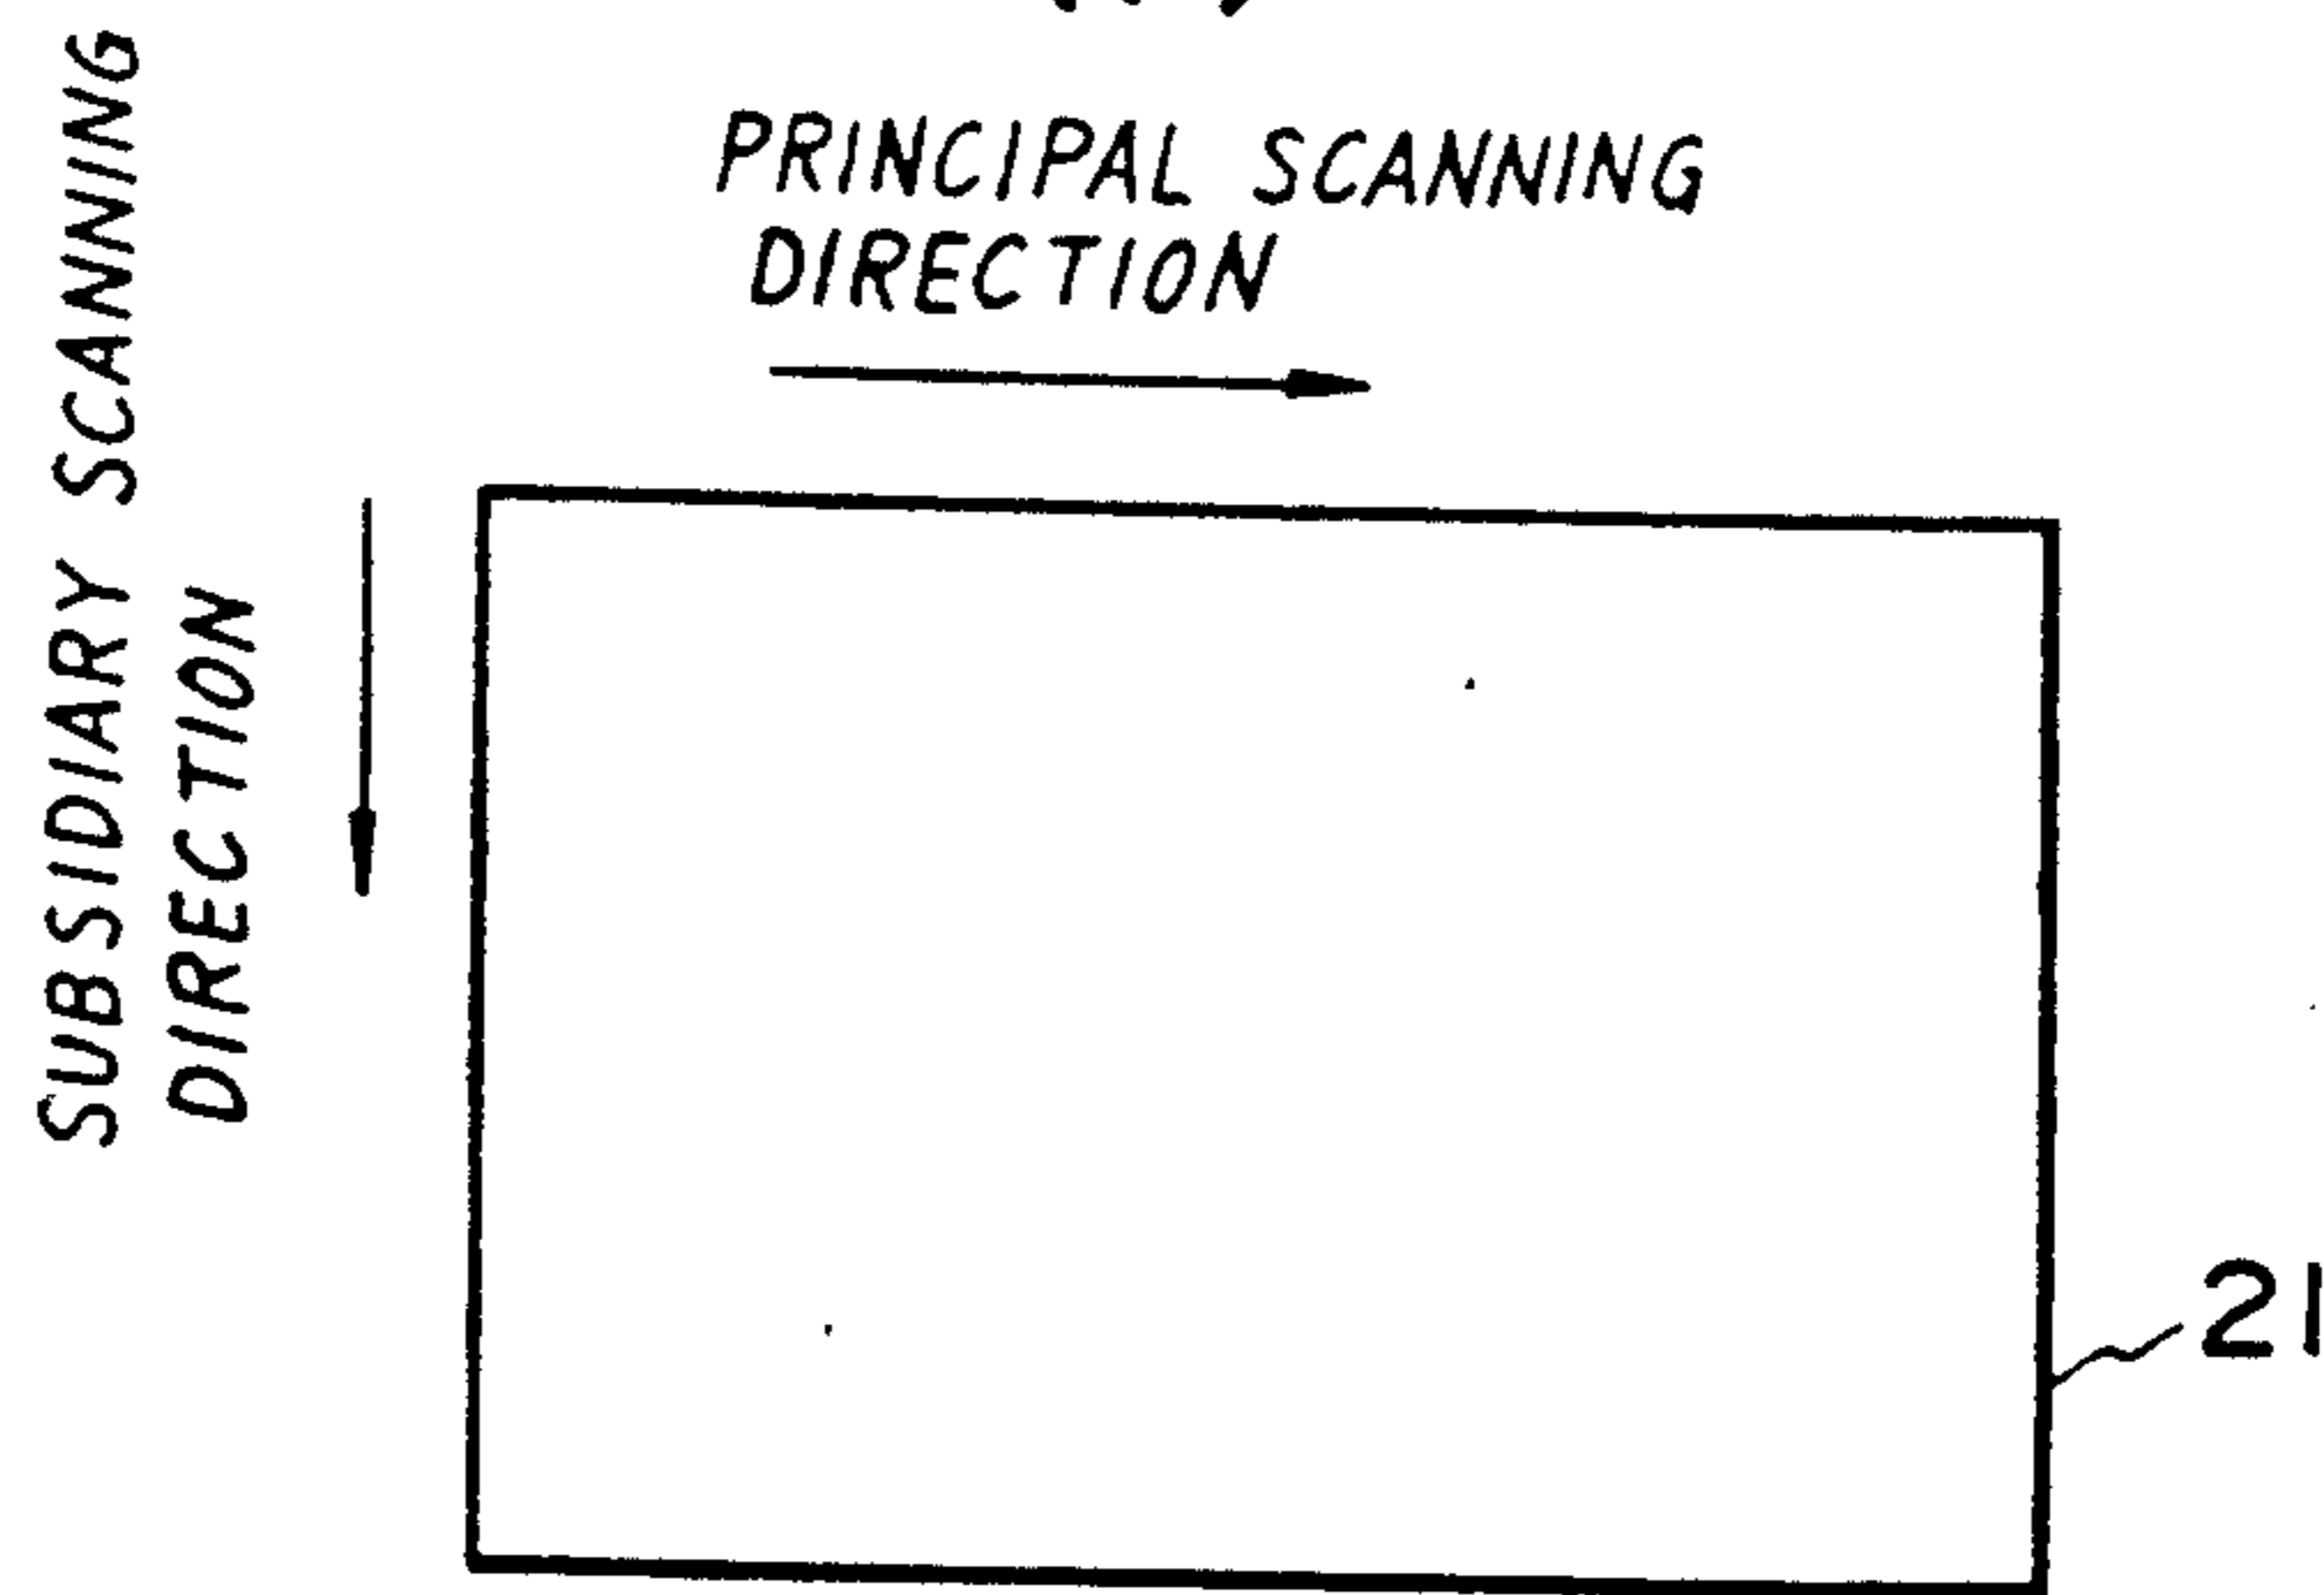 PRINCIPAL SCANNING
DIRECTION
SUBSIDIARY SCANNING
DIRECTION
21